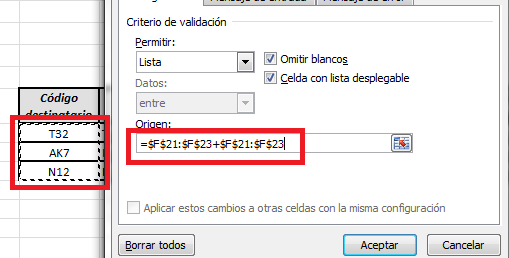 Criterio de validación
Permitir:
Lista
Omitir blancos
Celda con lista desplegable
Datos:
entre
Origen:
=$F$21:$F$23+$F$21:$F$23
Aplicar estos cambios a otras celdas con la misma configuración
Borrar todos
Aceptar
Cancelar
Código
destinatario
T32
AK7
N12